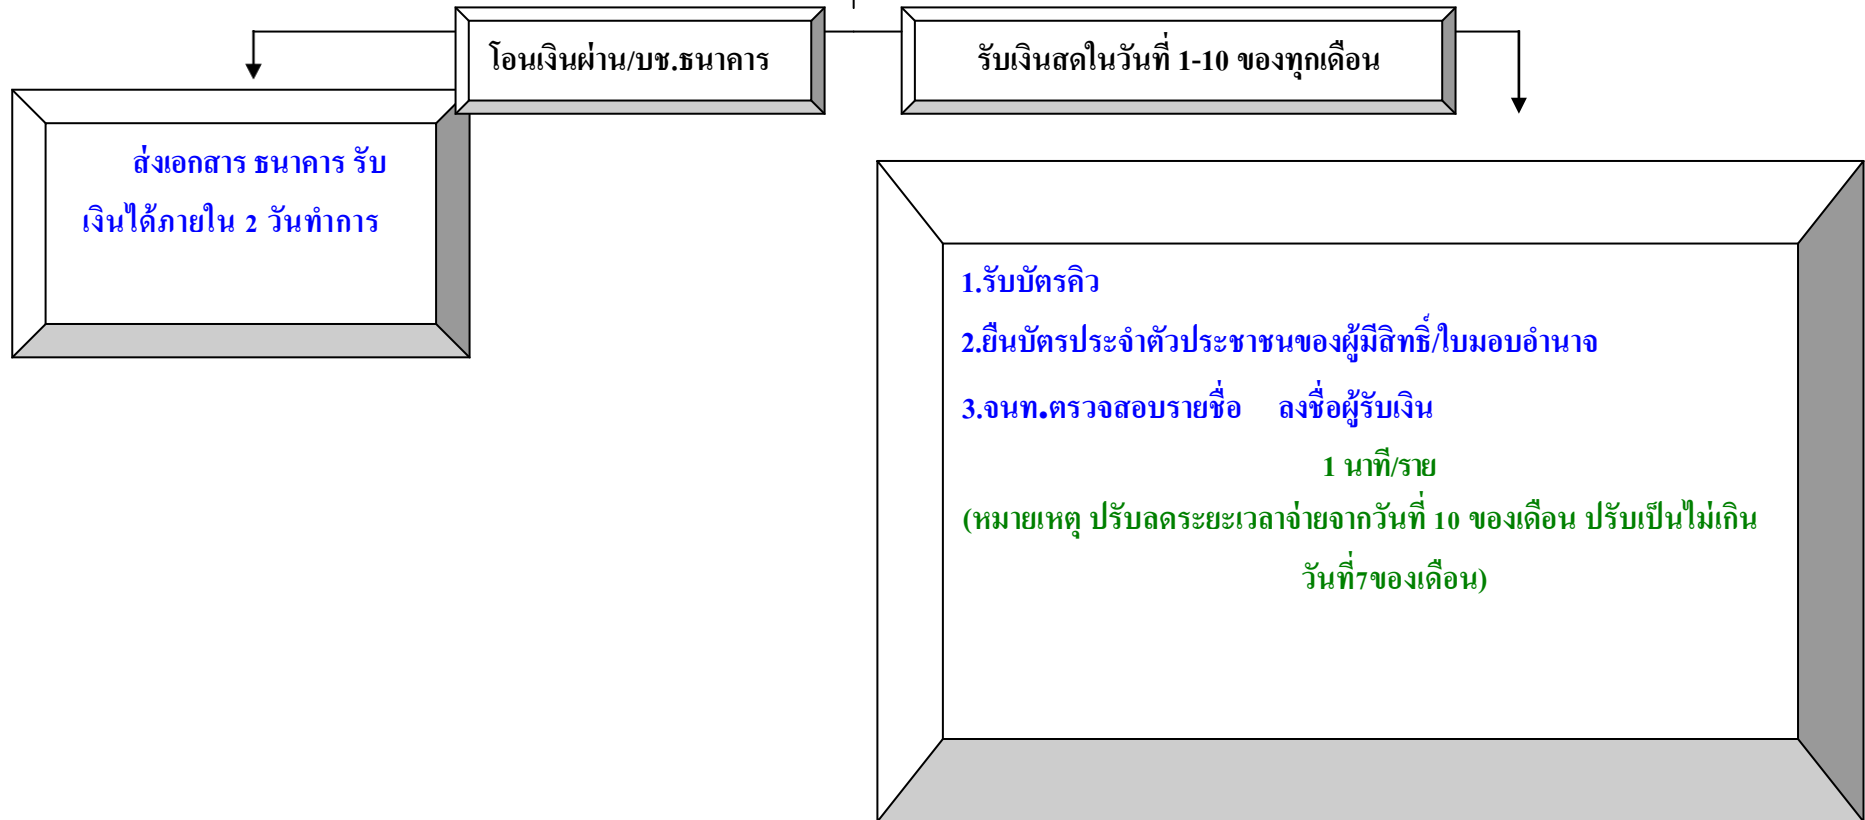 โอนเงินผ่าน/บช.ธนาคาร
รับเงินสดในวันที่ 1-10 ของทุกเดือน
ส่งเอกสาร ธนาคาร รับ
เงินได้ภายใน 2 วันทำการ
1.รับบัตรคิว
2.ยื่นบัตรประจำตัวประชาชนของผู้มีสิทธิ์/ใบมอบอำนาจ
3.จนท.ตรวจสอบรายชื่อ ลงชื่อผู้รับเงิน
1 นาที/ราย
(หมายเหตุ ปรับลดระยะเวลาจ่ายจากวันที่ 10 ของเดือน ปรับเป็นไม่เกิน
วันที่7ของเดือน)